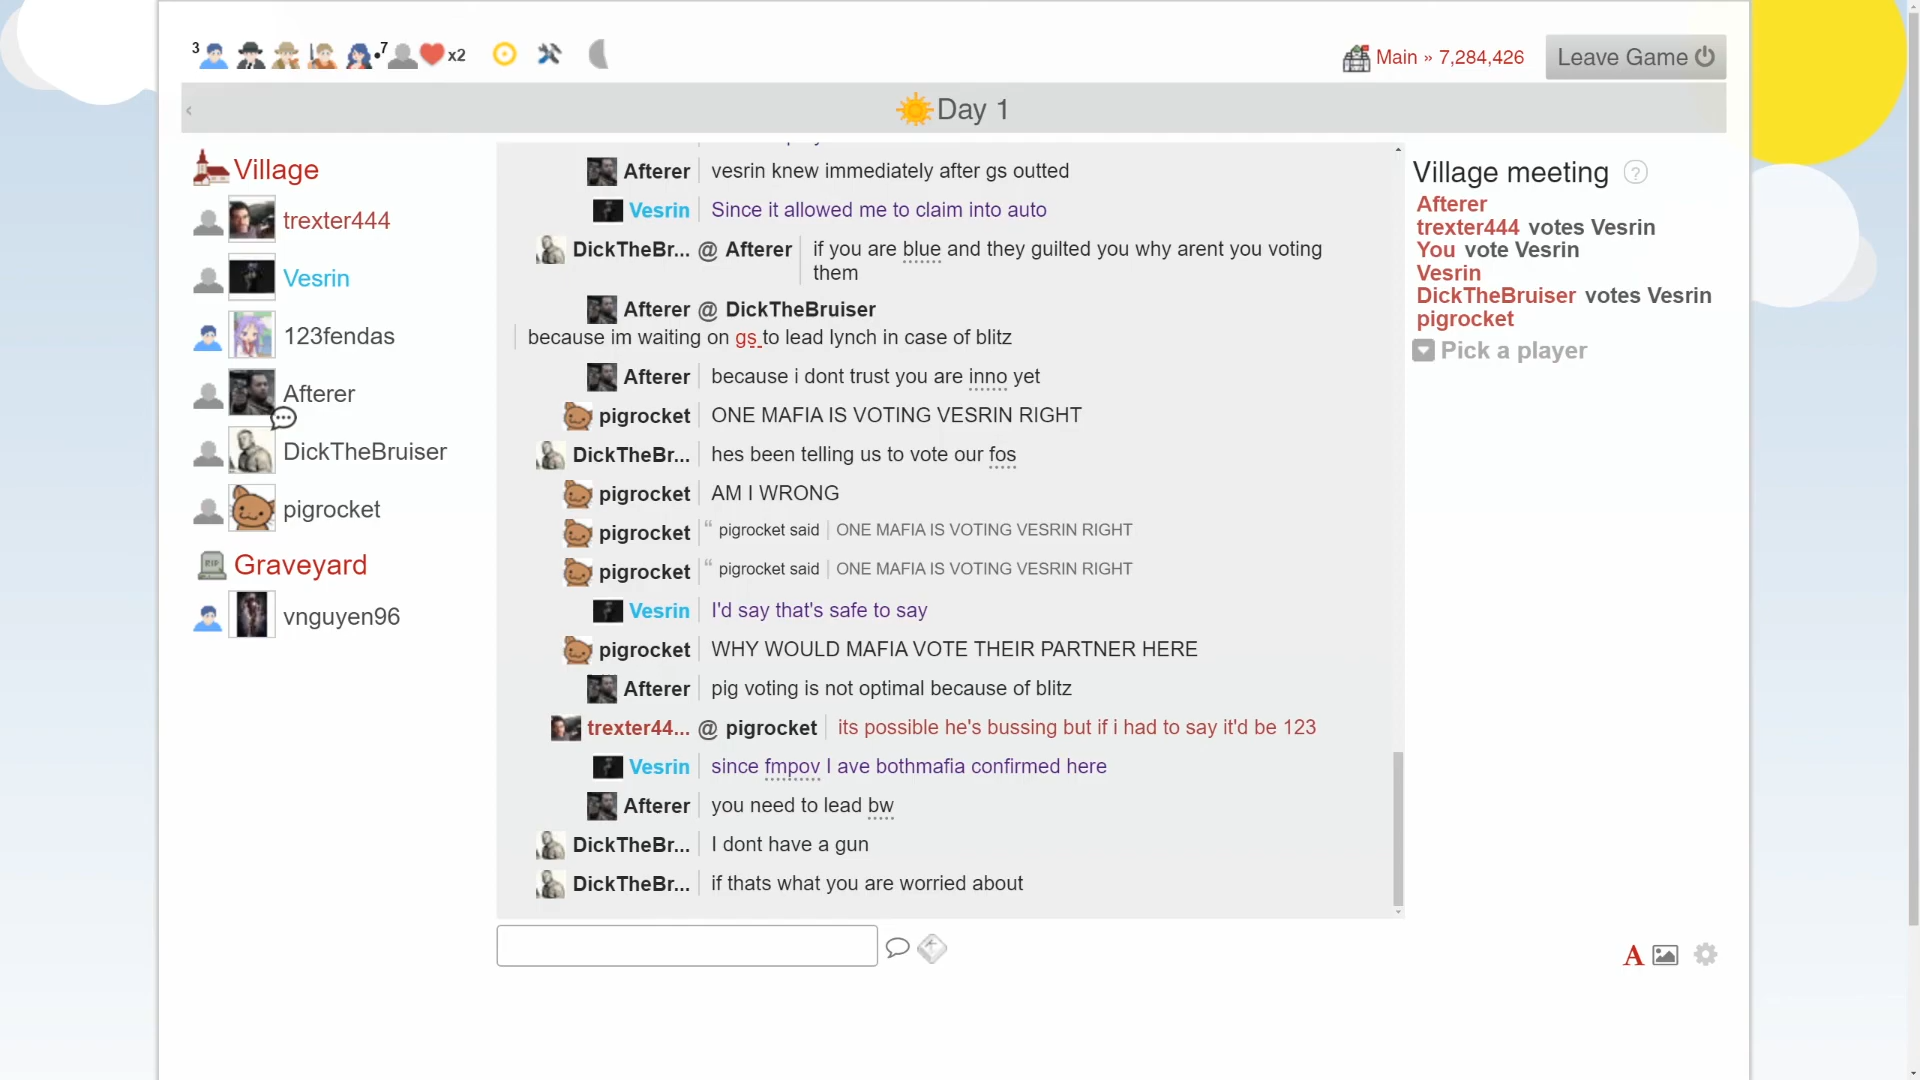 3
7
x2
Main » 7,284,426
Leave Game
Day 1
Village
trexter444
Vesrin
123fendas
Afterer
DickTheBruiser
pigrocket
Graveyard
RIP
vnguyen96
Afterer vesrin knew immediately after gs outted
Vesrin Since it allowed me to claim into auto
DickTheBr... @ Afterer if you are blue and they guilted you why arent you voting
them
Afterer @ DickTheBruiser
because im waiting on gs to lead lynch in case of blitz
Afterer because i dont trust you are inno yet
pigrocket ONE MAFIA IS VOTING VESRIN RIGHT
DickTheBr... hes been telling us to vote our fos
pigrocket AM I WRONG
pigrocket “ pigrocket said ONE MAFIA IS VOTING VESRIN RIGHT
pigrocket “ pigrocket said ONE MAFIA IS VOTING VESRIN RIGHT
Vesrin I'd say that's safe to say
pigrocket WHY WOULD MAFIA VOTE THEIR PARTNER HERE
Afterer pig voting is not optimal because of blitz
trexter44... @ pigrocket its possible he's bussing but if i had to say it'd be 123
Vesrin since fmpov I ave bothmafia confirmed here
Afterer you need to lead bw
DickTheBr... I dont have a gun
DickTheBr... if thats what you are worried about
Village meeting ?
Afterer
trexter444 votes Vesrin
You vote Vesrin
Vesrin
DickTheBruiser votes Vesrin
pigrocket
Pick a player
A